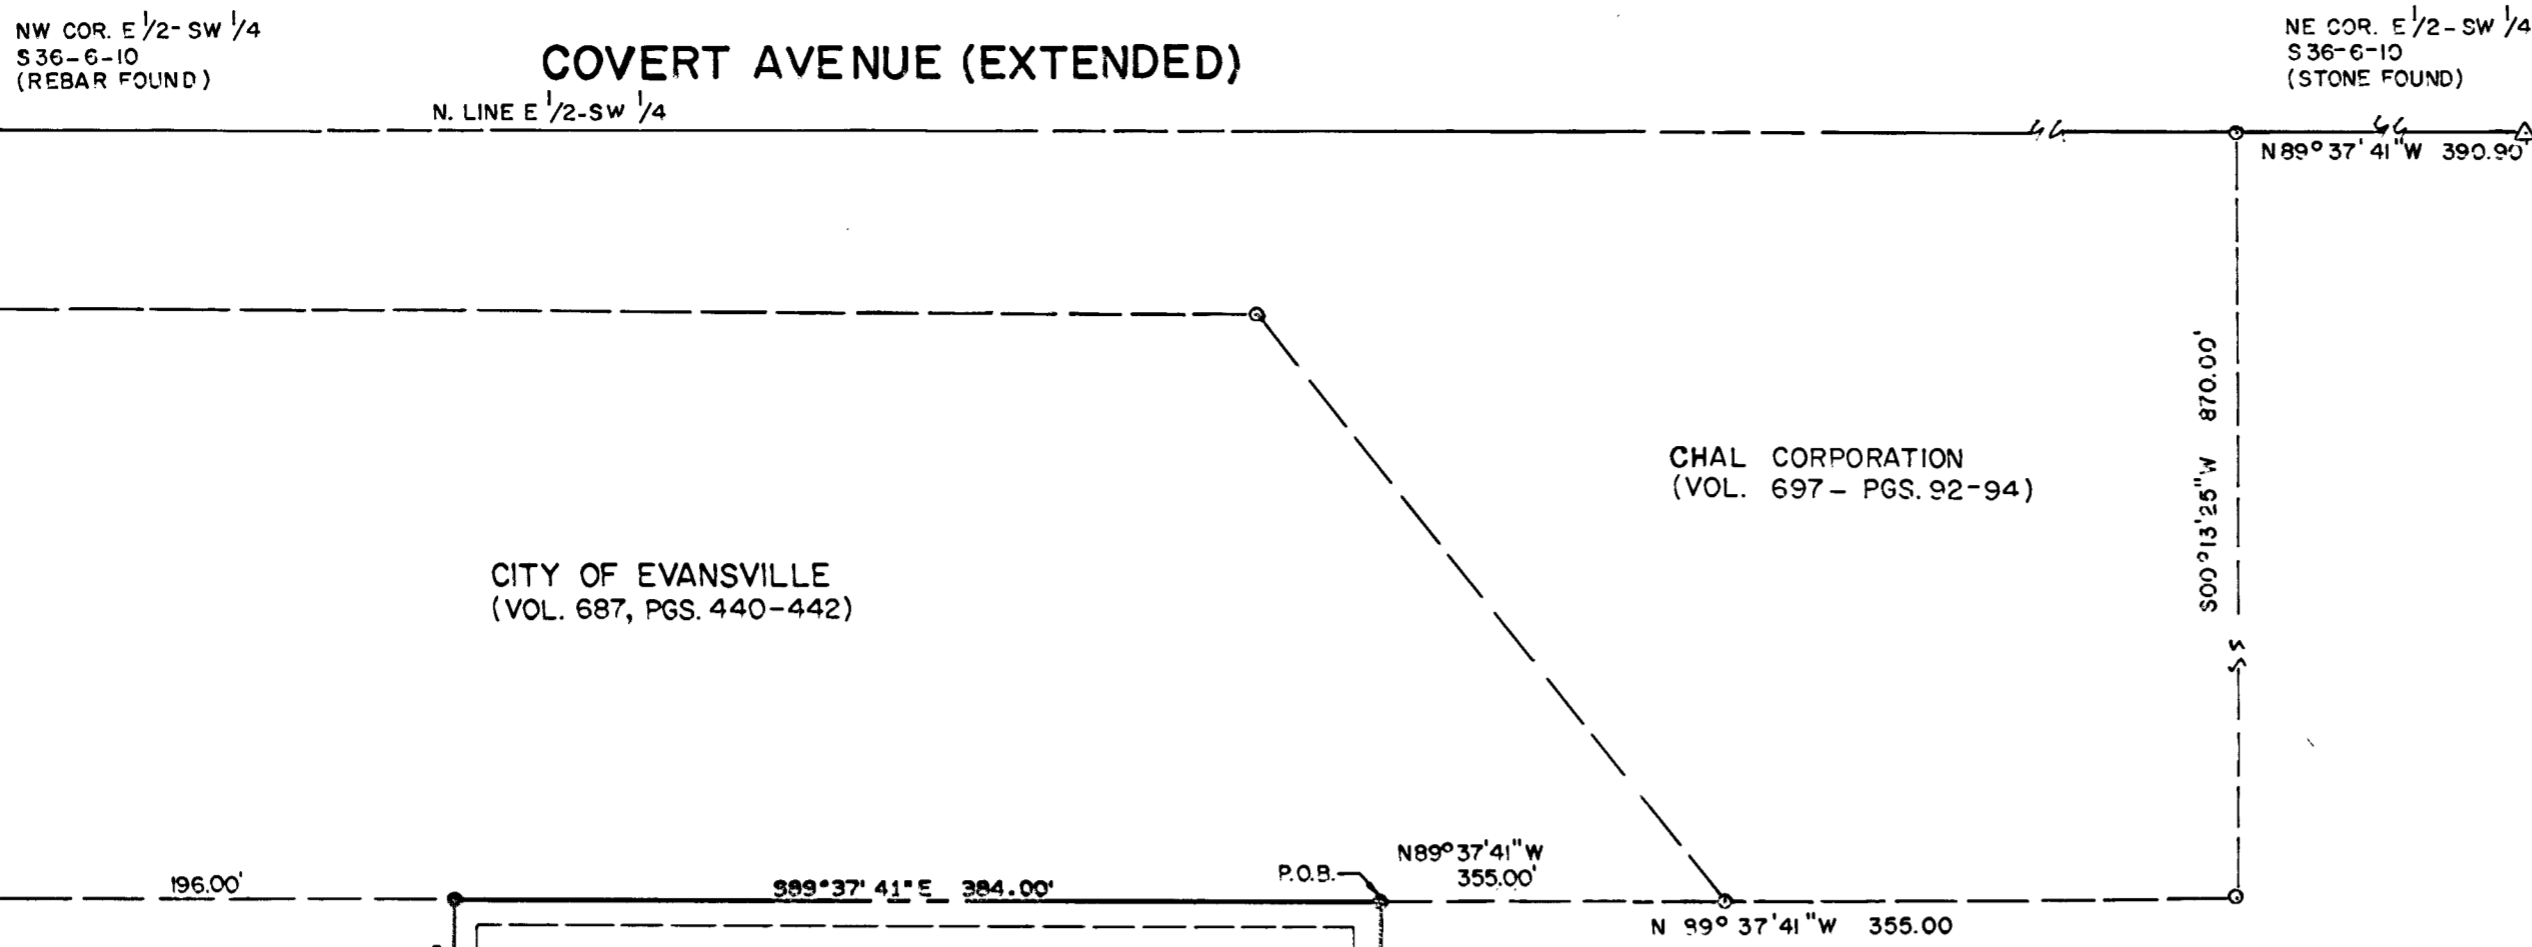 NW COR. E 1/2- SW 1/4
S36-6-10
(REBAR FOUND)
COVERT AVENUE (EXTENDED)
NE COR. E 1/2- SW 1/4
S36-6-10
(STONE FOUND)
N. LINE E 1/2-SW 1/4
N89°37'41"W 390.90'
S00°13'25"W 870.00'
CHAL CORPORATION
(VOL. 697- PGS. 92-94)
CITY OF EVANSVILLE
(VOL. 687, PGS. 440-442)
196.00'
S89°37'41"E 384.00'
P.O.B.
N89°37'41"W
355.00'
N 89° 37'41"W 355.00